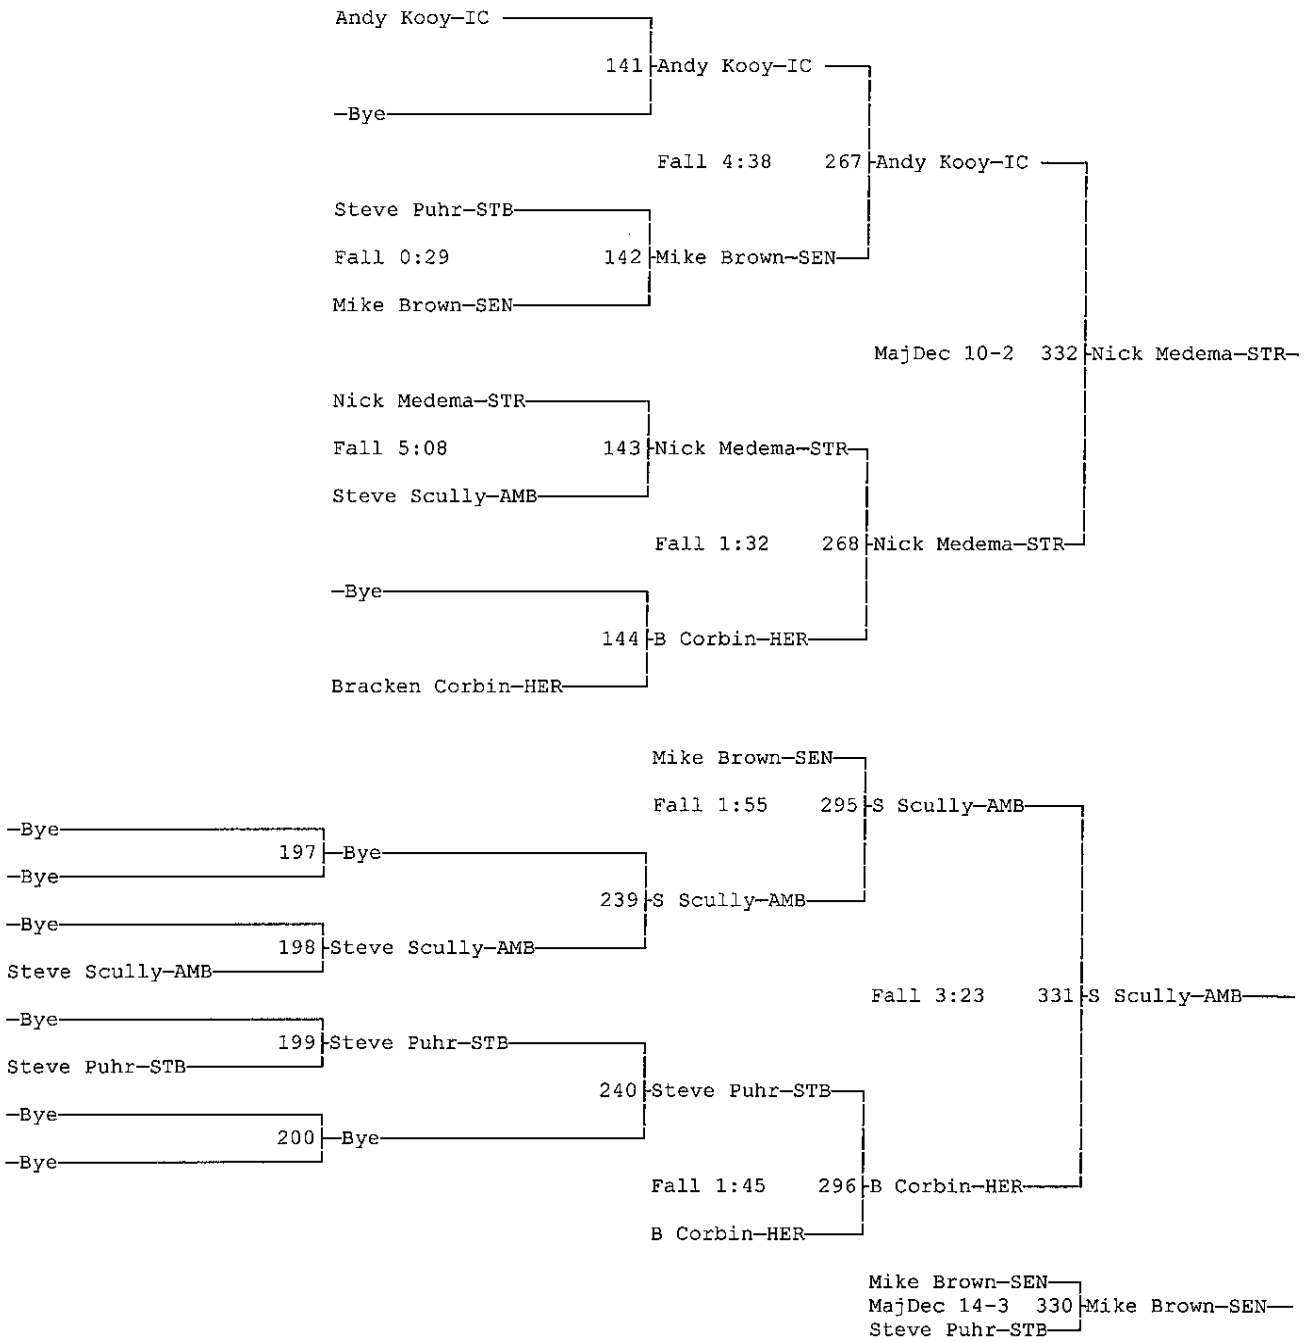 Andy Kooy-IC
141 Andy Kooy-IC
-Bye
Fall 4:38 267 Andy Kooy-IC
Steve Puhr-STB
Fall 0:29 142 Mike Brown-SEN
Mike Brown-SEN
MajDec 10-2 332 Nick Medema-STR
Nick Medema-STR
Fall 5:08 143 Nick Medema-STR
Steve Scully-AMB
Fall 1:32 268 Nick Medema-STR
-Bye
144 B Corbin-HER
Bracken Corbin-HER
Mike Brown-SEN
Fall 1:55 295 S Scully-AMB
-Bye
197 -Bye
-Bye
239 S Scully-AMB
-Bye
198 Steve Scully-AMB
Steve Scully-AMB
Fall 3:23 331 S Scully-AMB
-Bye
199 Steve Puhr-STB
Steve Puhr-STB
240 Steve Puhr-STB
-Bye
200 -Bye
-Bye
Fall 1:45 296 B Corbin-HER
B Corbin-HER
Mike Brown-SEN
MajDec 14-3 330 Mike Brown-SEN
Steve Puhr-STB